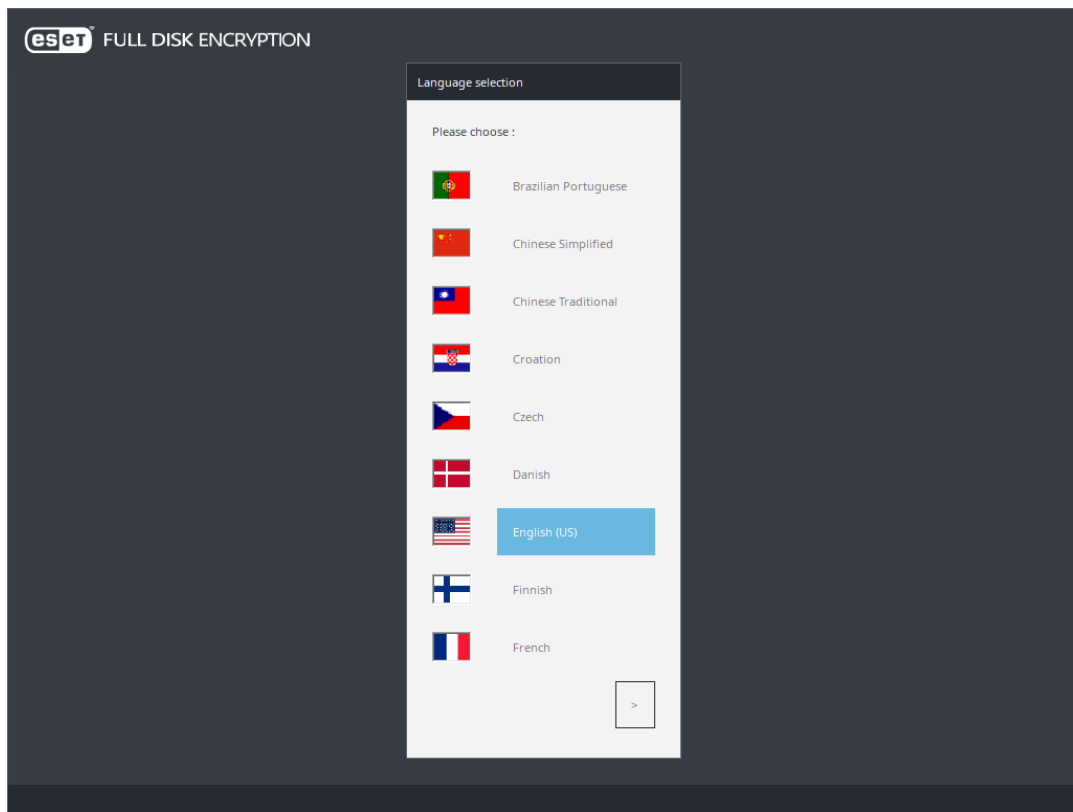 eset® FULL DISK ENCRYPTION
Language selection
Please choose :
Brazilian Portuguese
Chinese Simplified
Chinese Traditional
Croation
Czech
Danish
English (US)
Finnish
French
>